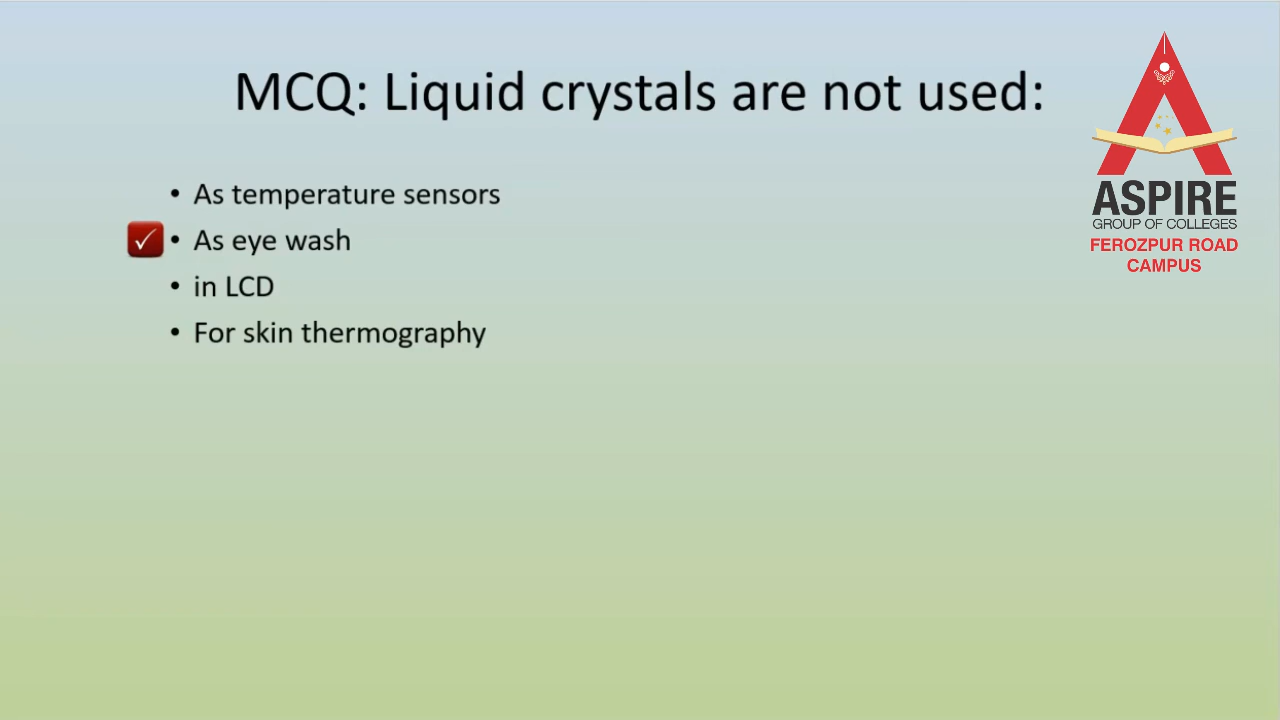 MCQ: Liquid crystals are not used:
• As temperature sensors
• As eye wash
• in LCD
• For skin thermography
ASPIRE
GROUP OF COLLEGES
FEROZPUR ROAD
CAMPUS